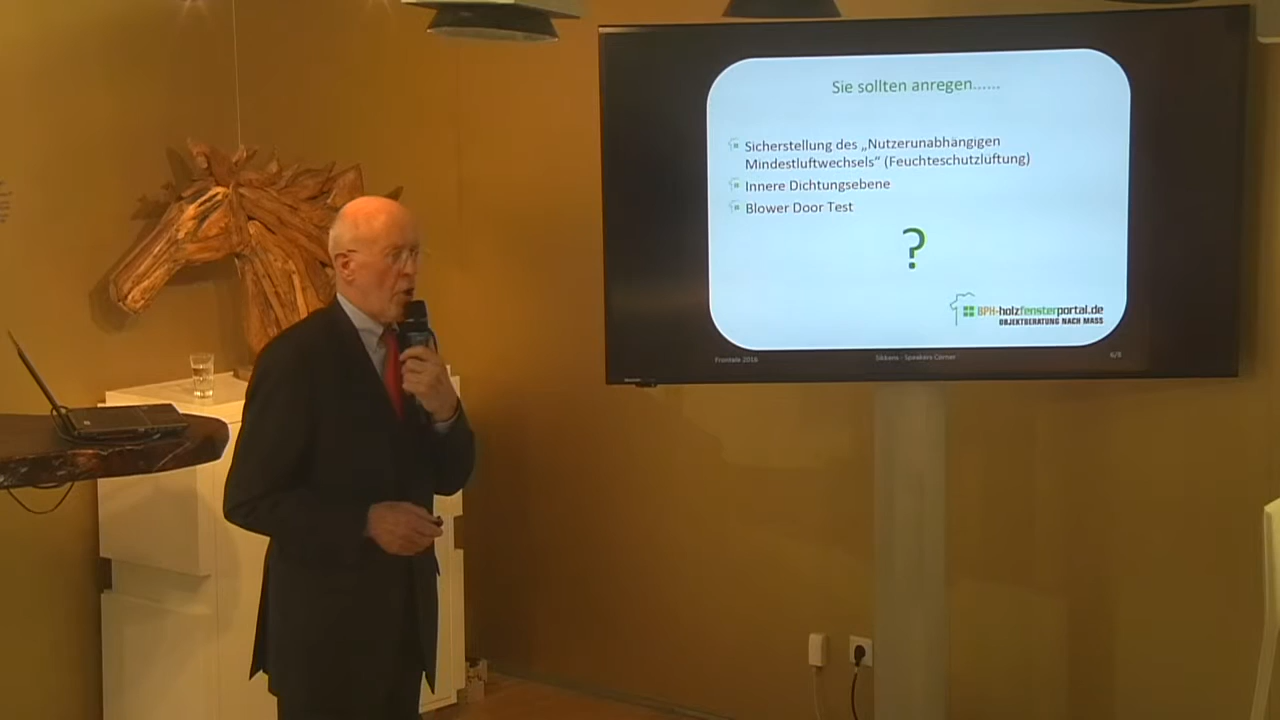 Sie sollten anregen......
Sicherstellung des „Nutzerunabhängigen
Mindestluftwechsels“ (Feuchteschutzlüftung)
Innere Dichtungsebene
Blower Door Test
?
BPH-holzfensterportal.de
OBJEKTBERATUNG NACH MASS
Frontale 2016
Sikkens - Speakers Corner
6/8